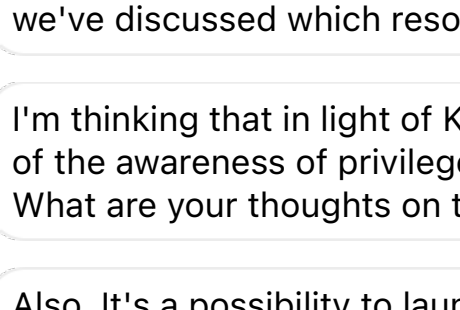 we've discussed which reso
I'm thinking that in light of K
of the awareness of privileg
What are your thoughts on t
Also, It's a possibility to laun